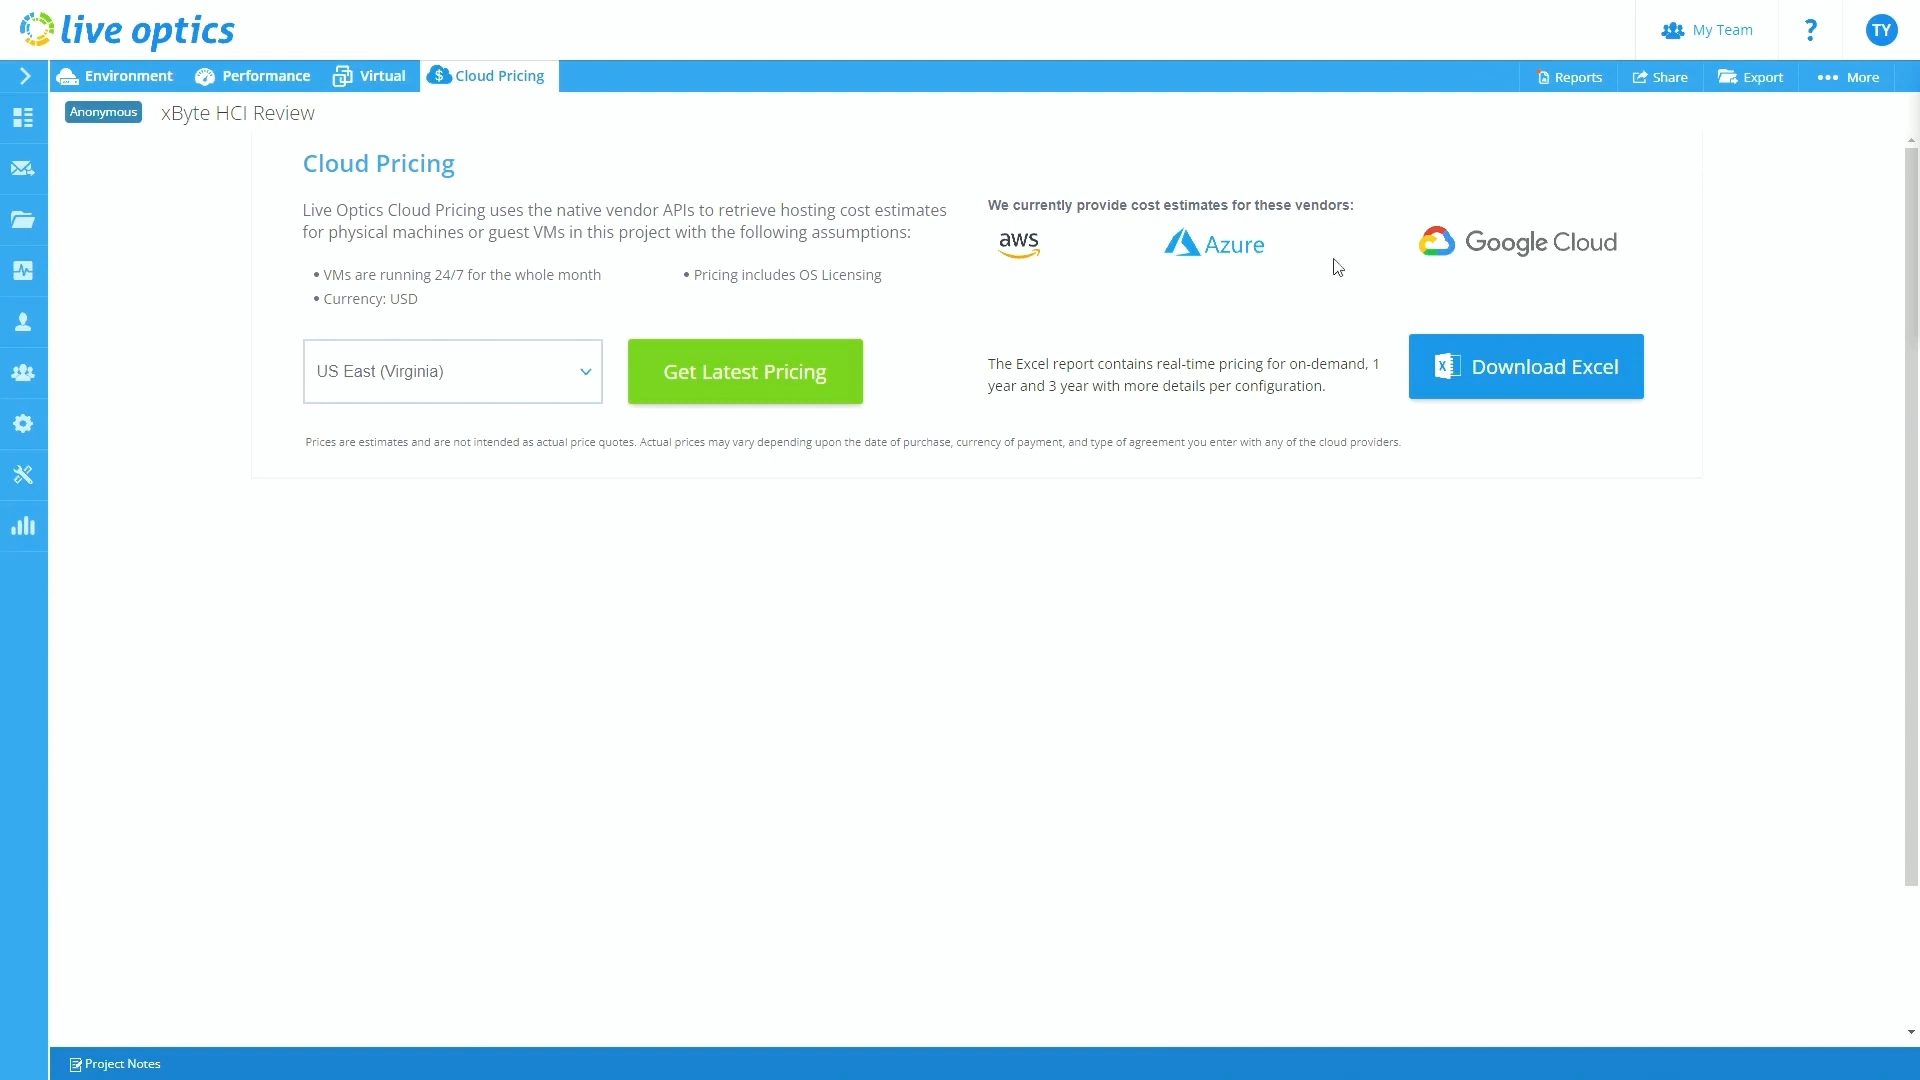 live optics
My Team
?
TY
Environment
Performance
Virtual
$ Cloud Pricing
Reports
Share
Export
More
Anonymous
xByte HCI Review
Cloud Pricing
Live Optics Cloud Pricing uses the native vendor APIs to retrieve hosting cost estimates
for physical machines or guest VMs in this project with the following assumptions:
• VMs are running 24/7 for the whole month
• Pricing includes OS Licensing
• Currency: USD
We currently provide cost estimates for these vendors:
aws
Azure
Google Cloud
US East (Virginia)
Get Latest Pricing
The Excel report contains real-time pricing for on-demand, 1
year and 3 year with more details per configuration.
X Download Excel
Prices are estimates and are not intended as actual price quotes. Actual prices may vary depending upon the date of purchase, currency of payment, and type of agreement you enter with any of the cloud providers.
Project Notes